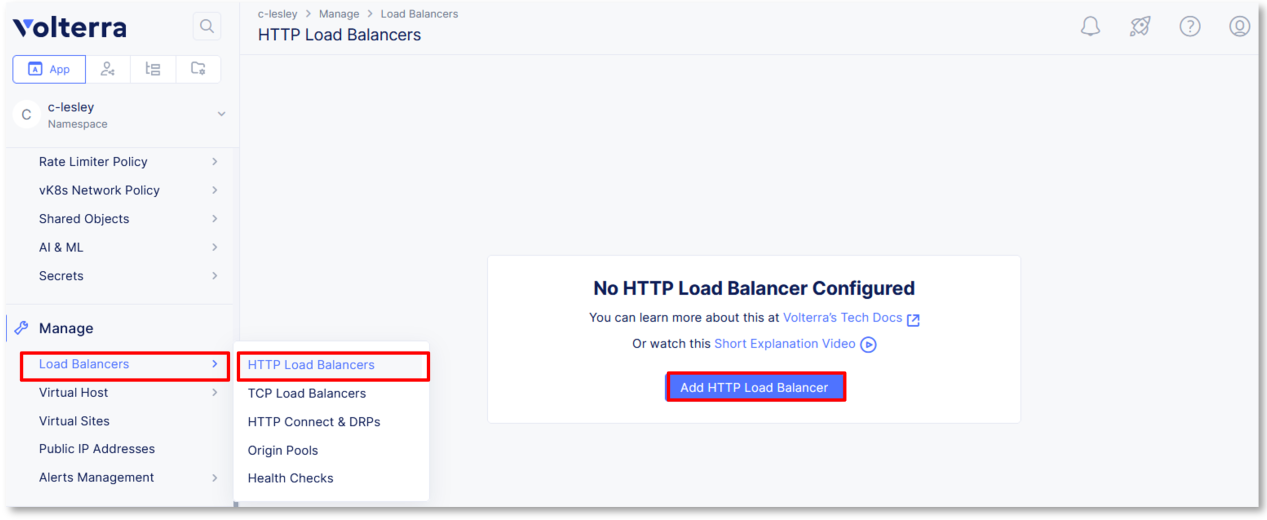 Volterra
App
C
c-lesley
Namespace
Rate Limiter Policy
vK8s Network Policy
Shared Objects
AI & ML
Secrets
Manage
Load Balancers
Virtual Host
Virtual Sites
Public IP Addresses
Alerts Management
HTTP Load Balancers
TCP Load Balancers
HTTP Connect & DRPs
Origin Pools
Health Checks
c-lesley > Manage > Load Balancers
HTTP Load Balancers
No HTTP Load Balancer Configured
You can learn more about this at Volterra's Tech Docs
Or watch this Short Explanation Video
Add HTTP Load Balancer